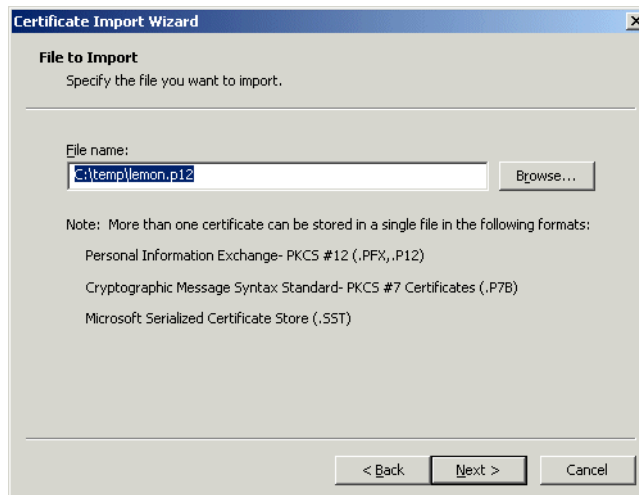 Certificate Import Wizard
File to Import
Specify the file you want to import.
File name:
C:\temp\lemon.p12
Browse...
Note: More than one certificate can be stored in a single file in the following formats:
Personal Information Exchange- PKCS #12 (.PFX,.P12)
Cryptographic Message Syntax Standard- PKCS #7 Certificates (.P7B)
Microsoft Serialized Certificate Store (.SST)
< Back Next > Cancel